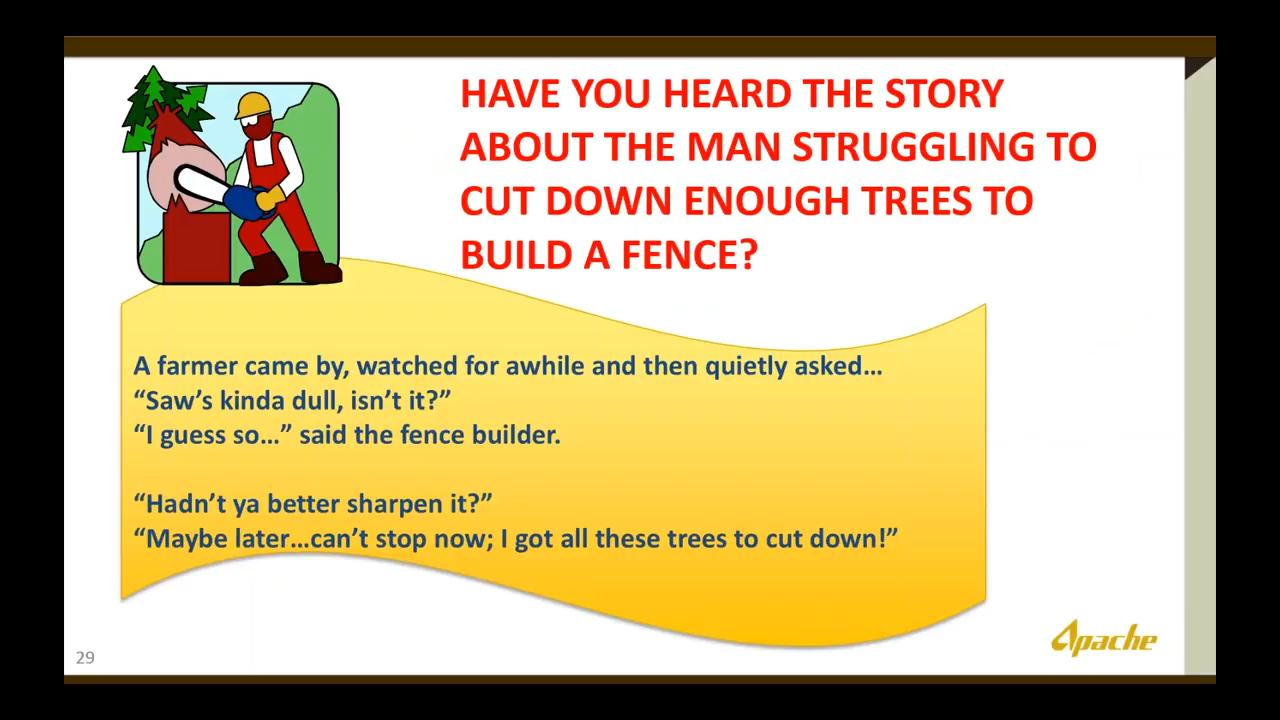 HAVE YOU HEARD THE STORY
ABOUT THE MAN STRUGGLING TO
CUT DOWN ENOUGH TREES TO
BUILD A FENCE?
A farmer came by, watched for awhile and then quietly asked…
“Saw’s kinda dull, isn’t it?”
“I guess so…” said the fence builder.
“Hadn’t ya better sharpen it?”
“Maybe later…can’t stop now; I got all these trees to cut down!”
Apache
29